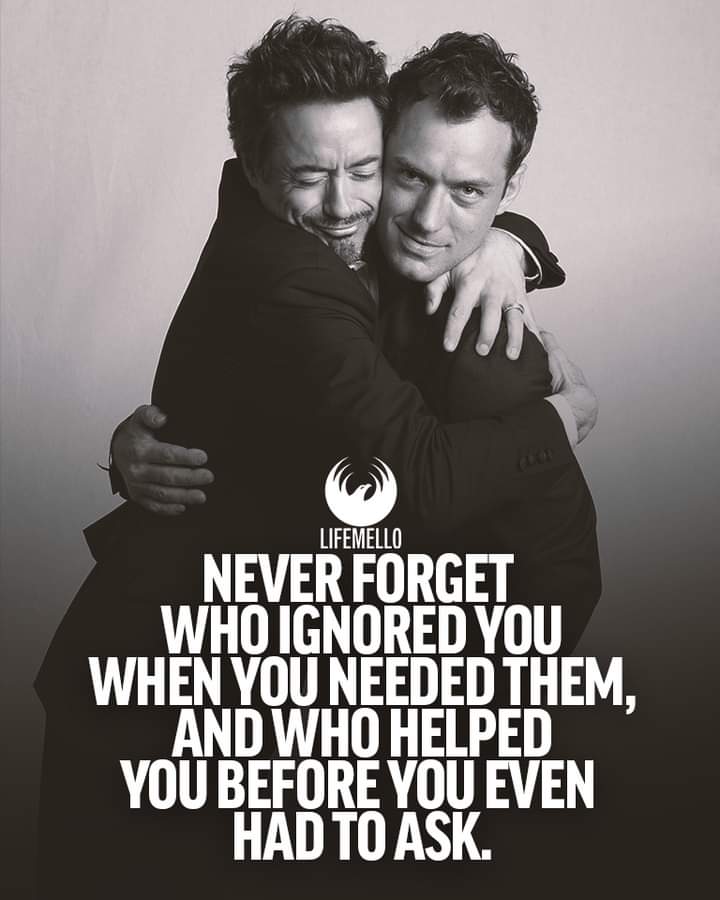 LIFEMELLO
NEVER FORGET
WHO IGNORED YOU
WHEN YOU NEEDED THEM,
AND WHO HELPED
YOU BEFORE YOU EVEN
HAD TO ASK.